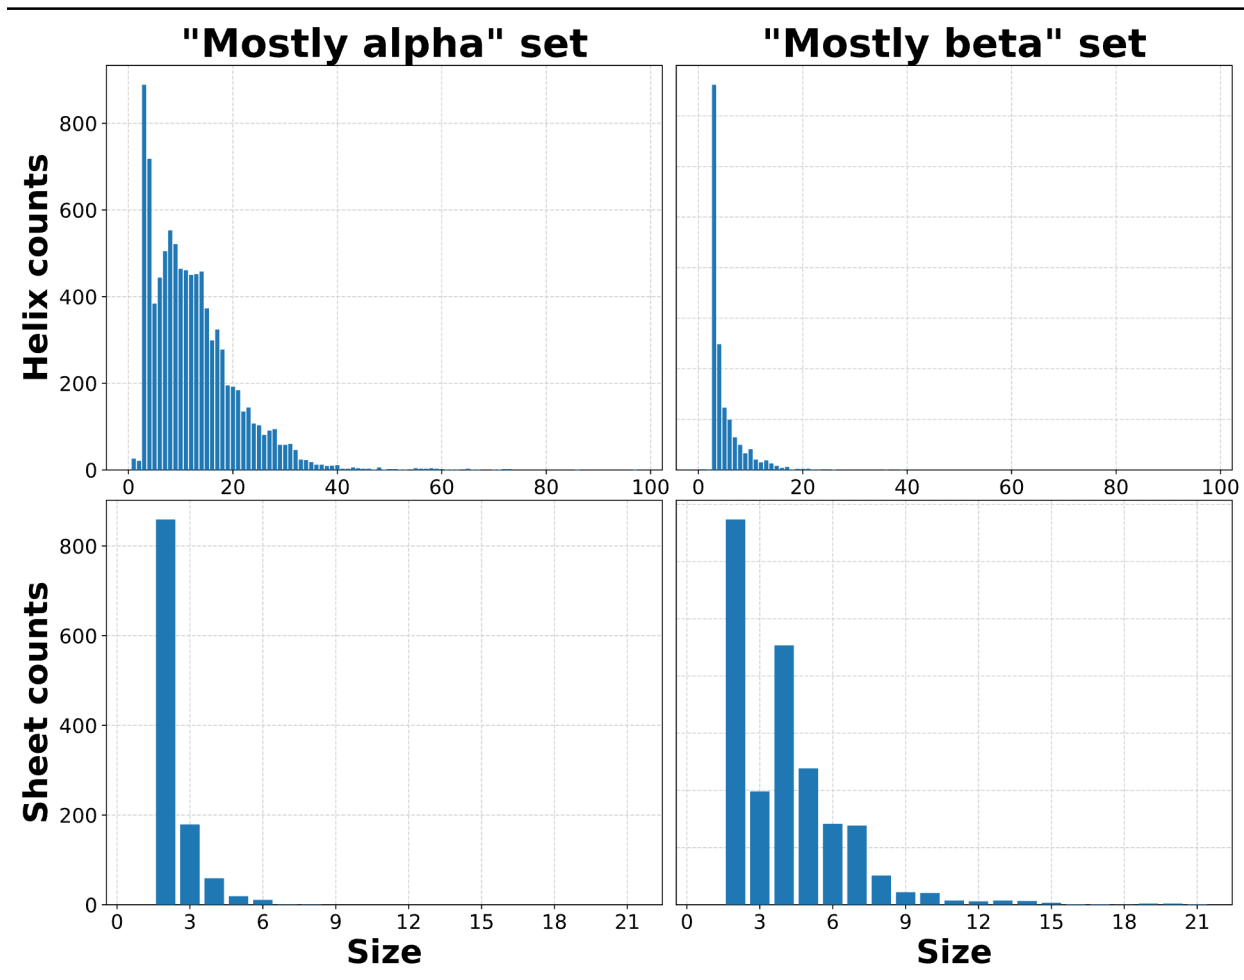 "Mostly alpha" set "Mostly beta" set
Helix counts
800
600
400
200
0
0 20 40 60 80 100 0 20 40 60 80 100
Sheet counts
800
600
400
200
0
0 3 6 9 12 15 18 21 0 3 6 9 12 15 18 21
Size Size